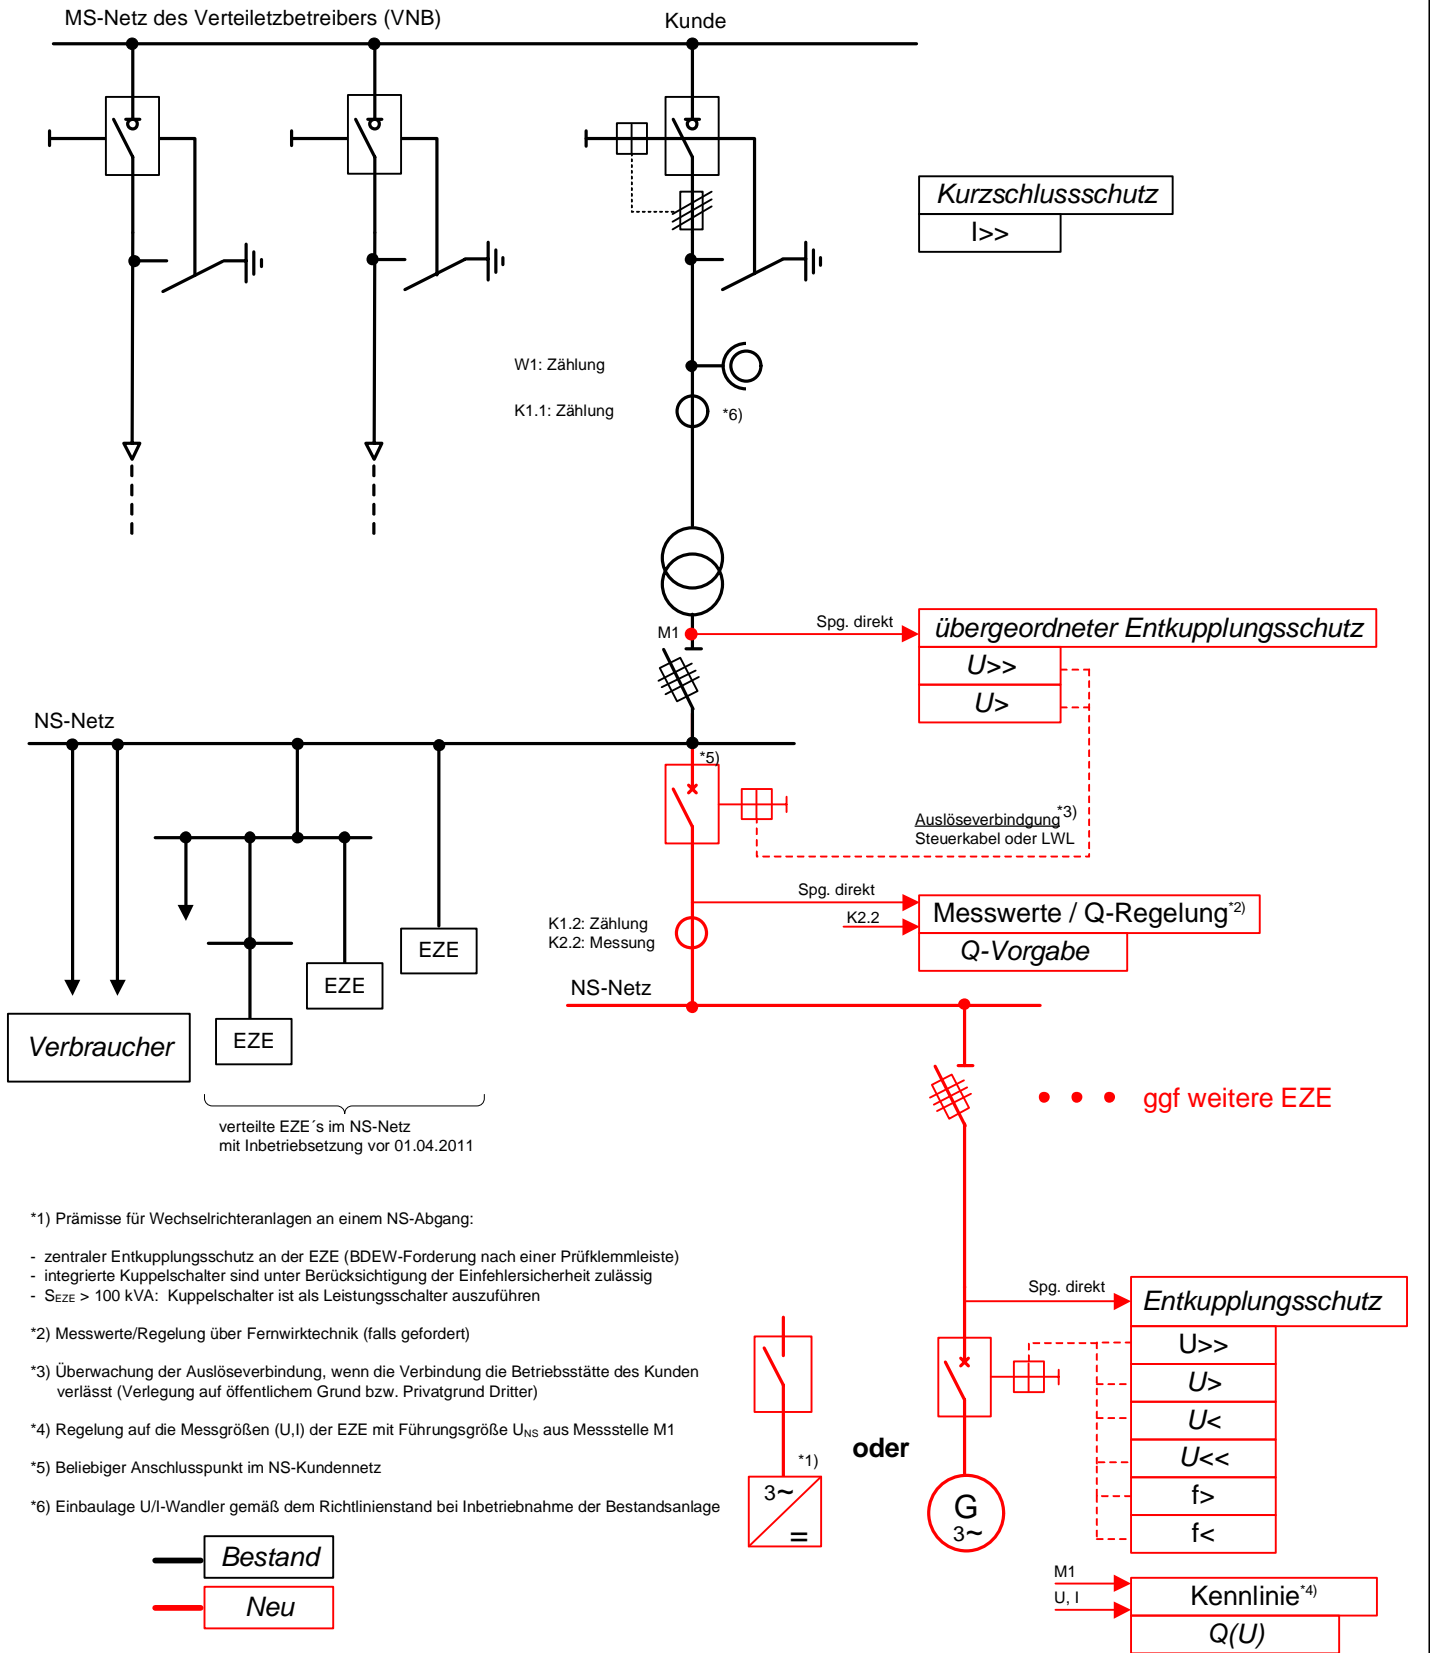 MS-Netz des Verteiletzbetreibers (VNB)
Kunde
Kurzschlussschutz
I>>
W1: Zählung
K1.1: Zählung
*6)
M1
Spg. direkt
übergeordneter Entkupplungsschutz
U>>
U>
NS-Netz
*5)
Auslöseverbindgung*3)
Steuerkabel oder LWL
Spg. direkt
K2.2
Messwerte / Q-Regelung*2)
Q-Vorgabe
K1.2: Zählung
K2.2: Messung
NS-Netz
EZE
EZE
EZE
Verbraucher
verteilte EZE´s im NS-Netz
mit Inbetriebsetzung vor 01.04.2011
ggf weitere EZE
*1) Prämisse für Wechselrichteranlagen an einem NS-Abgang:
- zentraler Entkupplungsschutz an der EZE (BDEW-Forderung nach einer Prüfklemmleiste)
- integrierte Kuppelschalter sind unter Berücksichtigung der Einfehlersicherheit zulässig
- SEZE > 100 kVA: Kuppelschalter ist als Leistungsschalter auszuführen
*2) Messwerte/Regelung über Fernwirktechnik (falls gefordert)
*3) Überwachung der Auslöseverbindung, wenn die Verbindung die Betriebsstätte des Kunden
verlässt (Verlegung auf öffentlichem Grund bzw. Privatgrund Dritter)
*4) Regelung auf die Messgrößen (U,I) der EZE mit Führungsgröße UNS aus Messstelle M1
*5) Beliebiger Anschlusspunkt im NS-Kundennetz
*6) Einbaulage U/I-Wandler gemäß dem Richtlinienstand bei Inbetriebnahme der Bestandsanlage
Bestand
Neu
*1)
3~
=
oder
G
3~
Spg. direkt
Entkupplungsschutz
U>>
U>
U<
U<<
f>
f<
M1
U, I
Kennlinie*4)
Q(U)